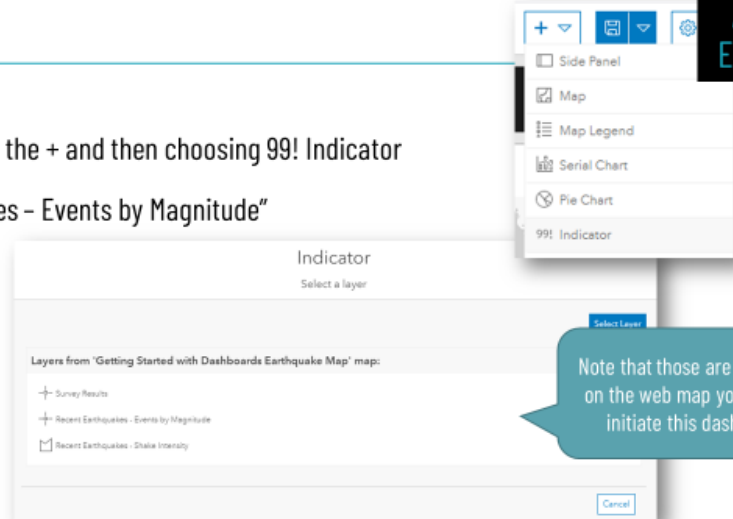 the + and then choosing 99! Indicator
es – Events by Magnitude”
+
E
Side Panel
Map
Map Legend
Serial Chart
Pie Chart
99! Indicator
Indicator
Select a layer
Select Layer
Layers from 'Getting Started with Dashboards Earthquake Map' map:
Survey Results
Recent Earthquakes - Events by Magnitude
Recent Earthquakes - Shake Intensity
Cancel
Note that those are
on the web map yo
initiate this das